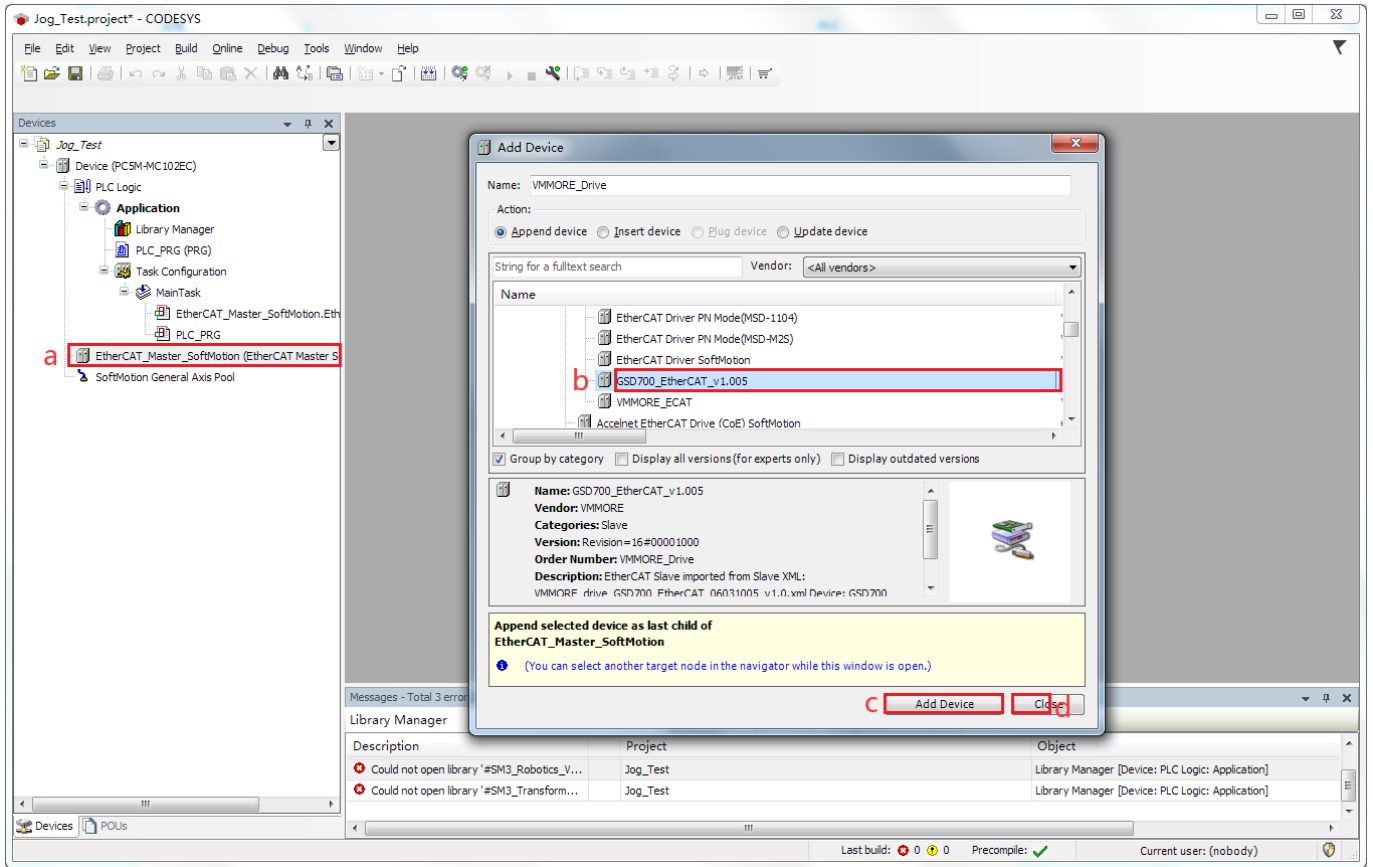 Jog_Test.project* - CODESYS
File Edit View Project Build Online Debug Tools Window Help
Devices
Jog_Test
Device (PC5M-MC102EC)
PLC Logic
Application
Library Manager
PLC_PRG (PRG)
Task Configuration
MainTask
EtherCAT_Master_SoftMotion.Eth
PLC_PRG
a
EtherCAT_Master_SoftMotion (EtherCAT Master S
SoftMotion General Axis Pool
Devices POUs
Add Device
Name: VMMORE_Drive
Action:
Append device Insert device Plug device Update device
String for a fulltext search Vendor: <All vendors>
Name
EtherCAT Driver PN Mode(MSD-1104)
EtherCAT Driver PN Mode(MSD-M2S)
EtherCAT Driver SoftMotion
b GSD700_EtherCAT_v1.005
VMMORE_ECAT
Accelnet EtherCAT Drive (CoE) SoftMotion
Group by category Display all versions (for experts only) Display outdated versions
Name: GSD700_EtherCAT_v1.005
Vendor: VMMORE
Categories: Slave
Version: Revision=16#00001000
Order Number: VMMORE_Drive
Description: EtherCAT Slave imported from Slave XML:
VMMORE_drive_GSD700_EtherCAT_06031005_v1.0.xml Device: GSD700
Append selected device as last child of
EtherCAT_Master_SoftMotion
(You can select another target node in the navigator while this window is open.)
c Add Device Close d
Messages - Total 3 error
Library Manager
Description Project Object
Could not open library '#SM3_Robotics_V... Jog_Test Library Manager [Device: PLC Logic: Application]
Could not open library '#SM3_Transform... Jog_Test Library Manager [Device: PLC Logic: Application]
Last build: 0 0 Precompile: Current user: (nobody)